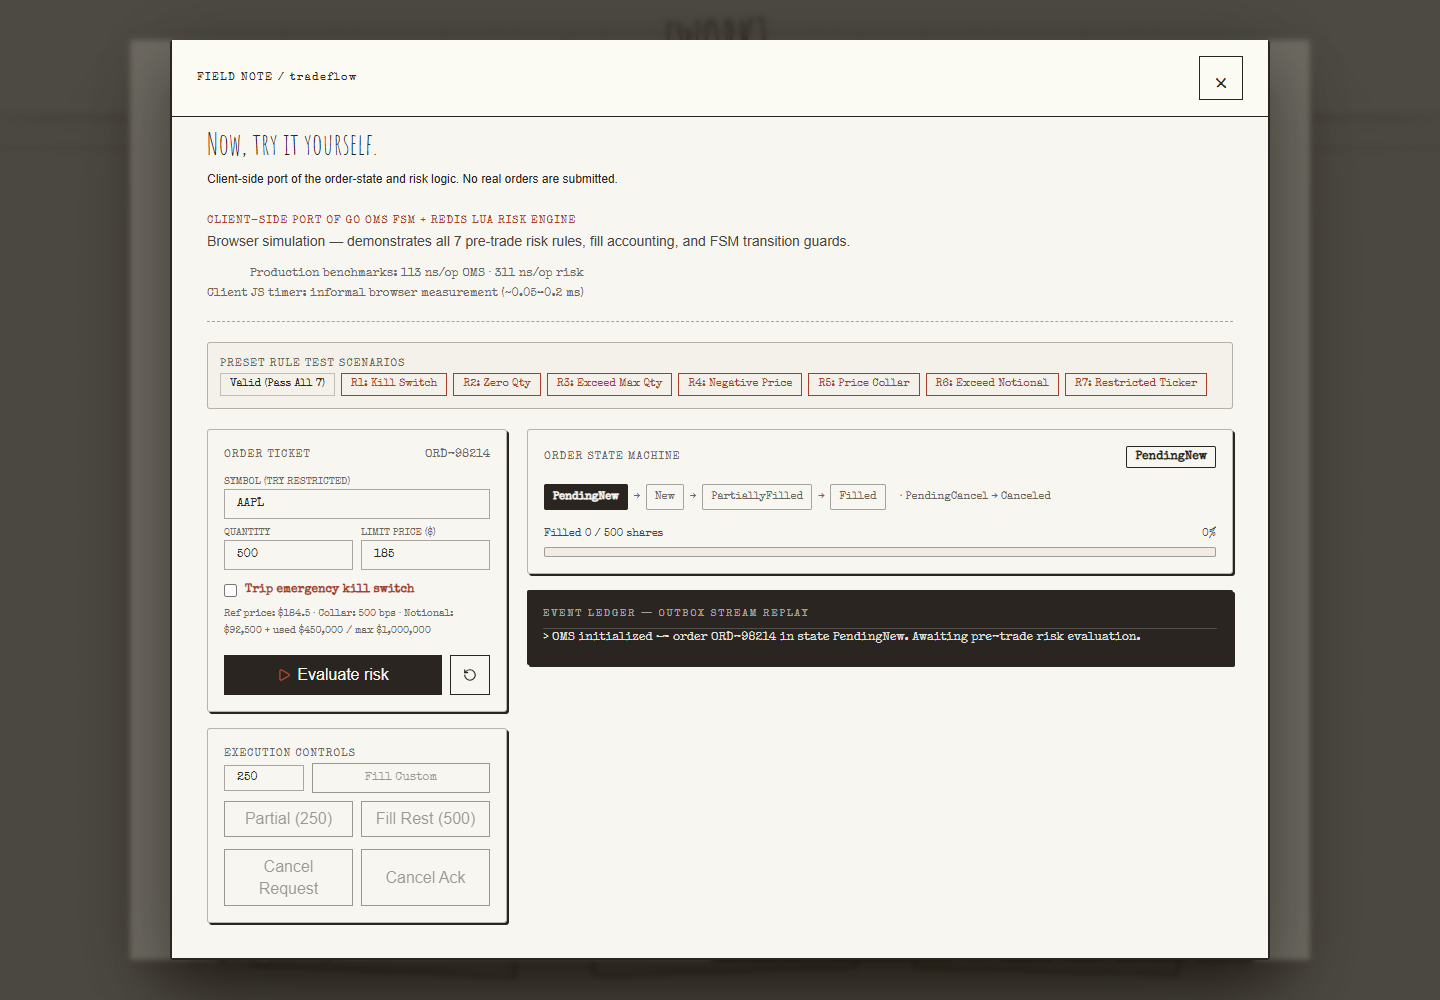 FIELD NOTE / tradeflow
×
Now, try it yourself.
Client-side port of the order-state and risk logic. No real orders are submitted.
CLIENT-SIDE PORT OF GO OMS FSM + REDIS LUA RISK ENGINE
Browser simulation — demonstrates all 7 pre-trade risk rules, fill accounting, and FSM transition guards.
Production benchmarks: 113 ns/op OMS · 311 ns/op risk
Client JS timer: informal browser measurement (~0.05–0.2 ms)
PRESET RULE TEST SCENARIOS
Valid (Pass All 7) R1: Kill Switch R2: Zero Qty R3: Exceed Max Qty R4: Negative Price R5: Price Collar R6: Exceed Notional R7: Restricted Ticker
ORDER TICKET ORD-98214
SYMBOL (TRY RESTRICTED)
AAPL
QUANTITY LIMIT PRICE ($)
500 185
Trip emergency kill switch
Ref price: $184.5 · Collar: 500 bps · Notional:
$92,500 + used $450,000 / max $1,000,000
Evaluate risk
EXECUTION CONTROLS
250 Fill Custom
Partial (250) Fill Rest (500)
Cancel Request Cancel Ack
ORDER STATE MACHINE PendingNew
PendingNew → New → PartiallyFilled → Filled · PendingCancel → Canceled
Filled 0 / 500 shares 0%
EVENT LEDGER — OUTBOX STREAM REPLAY
> OMS initialized — order ORD-98214 in state PendingNew. Awaiting pre-trade risk evaluation.